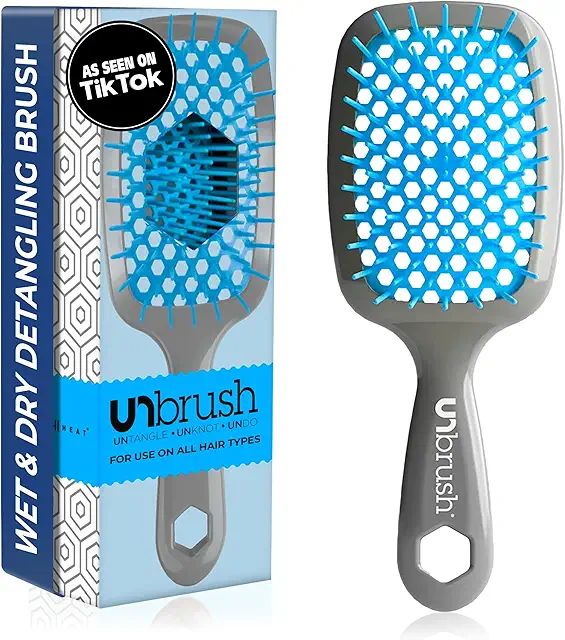 WET & DRY DETANGLING BRUSH
AS SEEN ON
TikTok
HEAT®
unbrush
UNTANGLE • UNKNOT • UNDO
FOR USE ON ALL HAIR TYPES
unbrush®